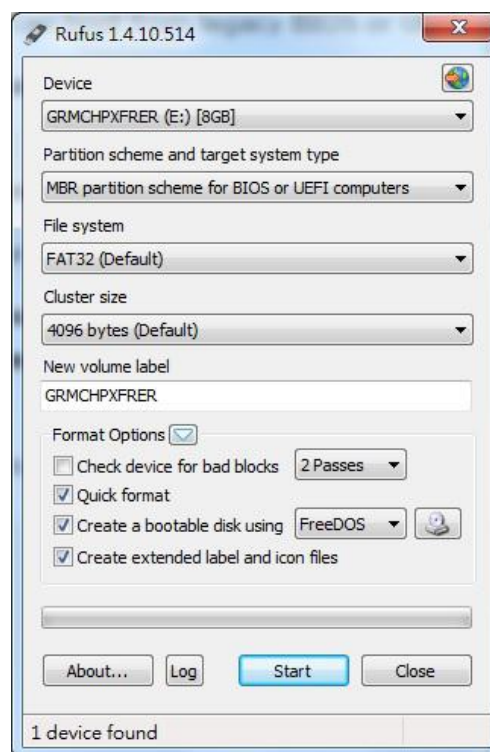 Rufus 1.4.10.514
Device
GRMCHPXFRER (E:) [8GB]
Partition scheme and target system type
MBR partition scheme for BIOS or UEFI computers
File system
FAT32 (Default)
Cluster size
4096 bytes (Default)
New volume label
GRMCHPXFRER
Format Options
Check device for bad blocks 2 Passes
Quick format
Create a bootable disk using FreeDOS
Create extended label and icon files
About... Log Start Close
1 device found